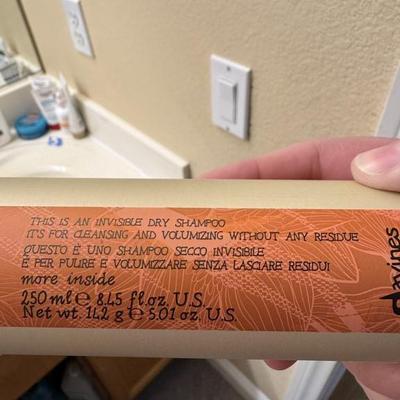 THIS IS AN INVISIBLE DRY SHAMPOO
IT'S FOR CLEANSING AND VOLUMIZING WITHOUT ANY RESIDUE
QUESTO È UNO SHAMPOO SECCO INVISIBILE
È PER PULIRE E VOLUMIZZARE SENZA LASCIARE RESIDUI
more inside
250 ml ℮ 8.45 fl.oz. U.S.
Net wt. 142 g ℮ 5.01 oz. U.S.
davines